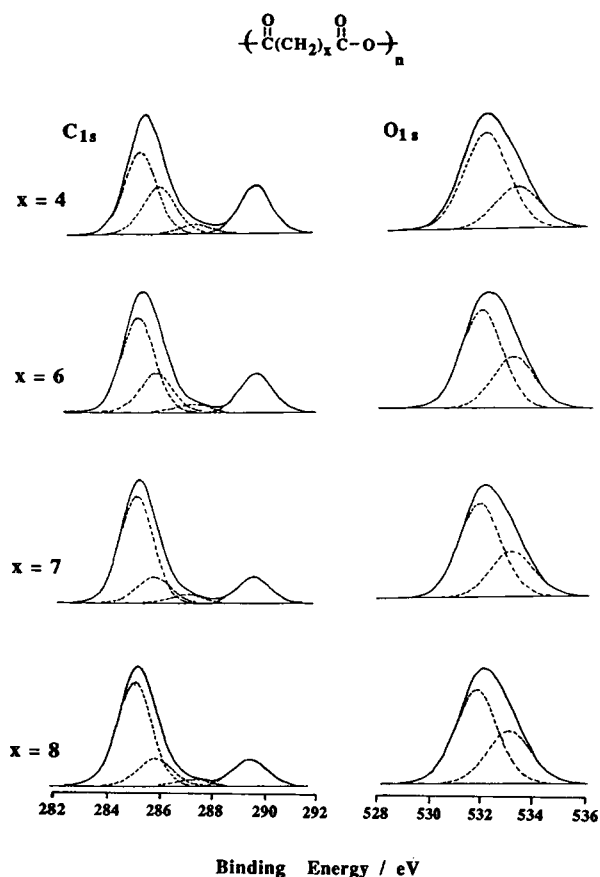 O O
-(-C(CH₂)ₓ C-O-)-ₙ
C1s O1s
x = 4
x = 6
x = 7
x = 8
282 284 286 288 290 292 528 530 532 534 536
Binding Energy / eV